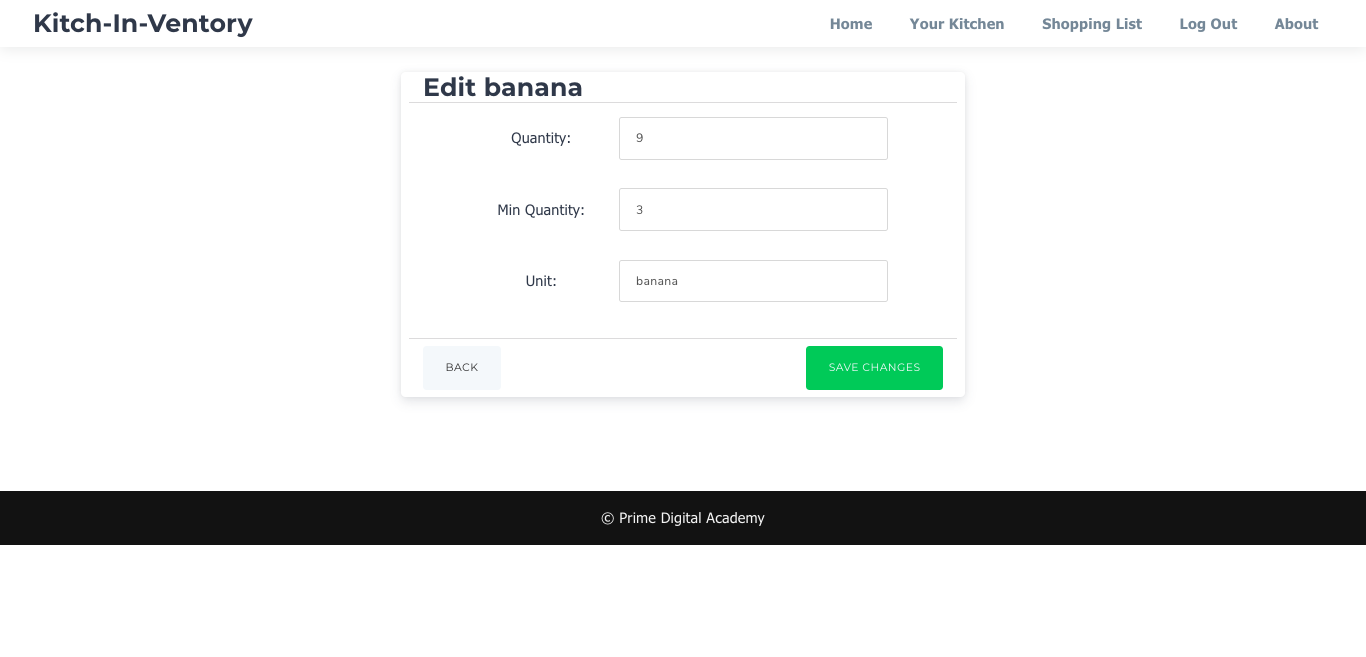 Kitch-In-Ventory Home Your Kitchen Shopping List Log Out About
Edit banana
Quantity: 9
Min Quantity: 3
Unit: banana
BACK SAVE CHANGES
© Prime Digital Academy